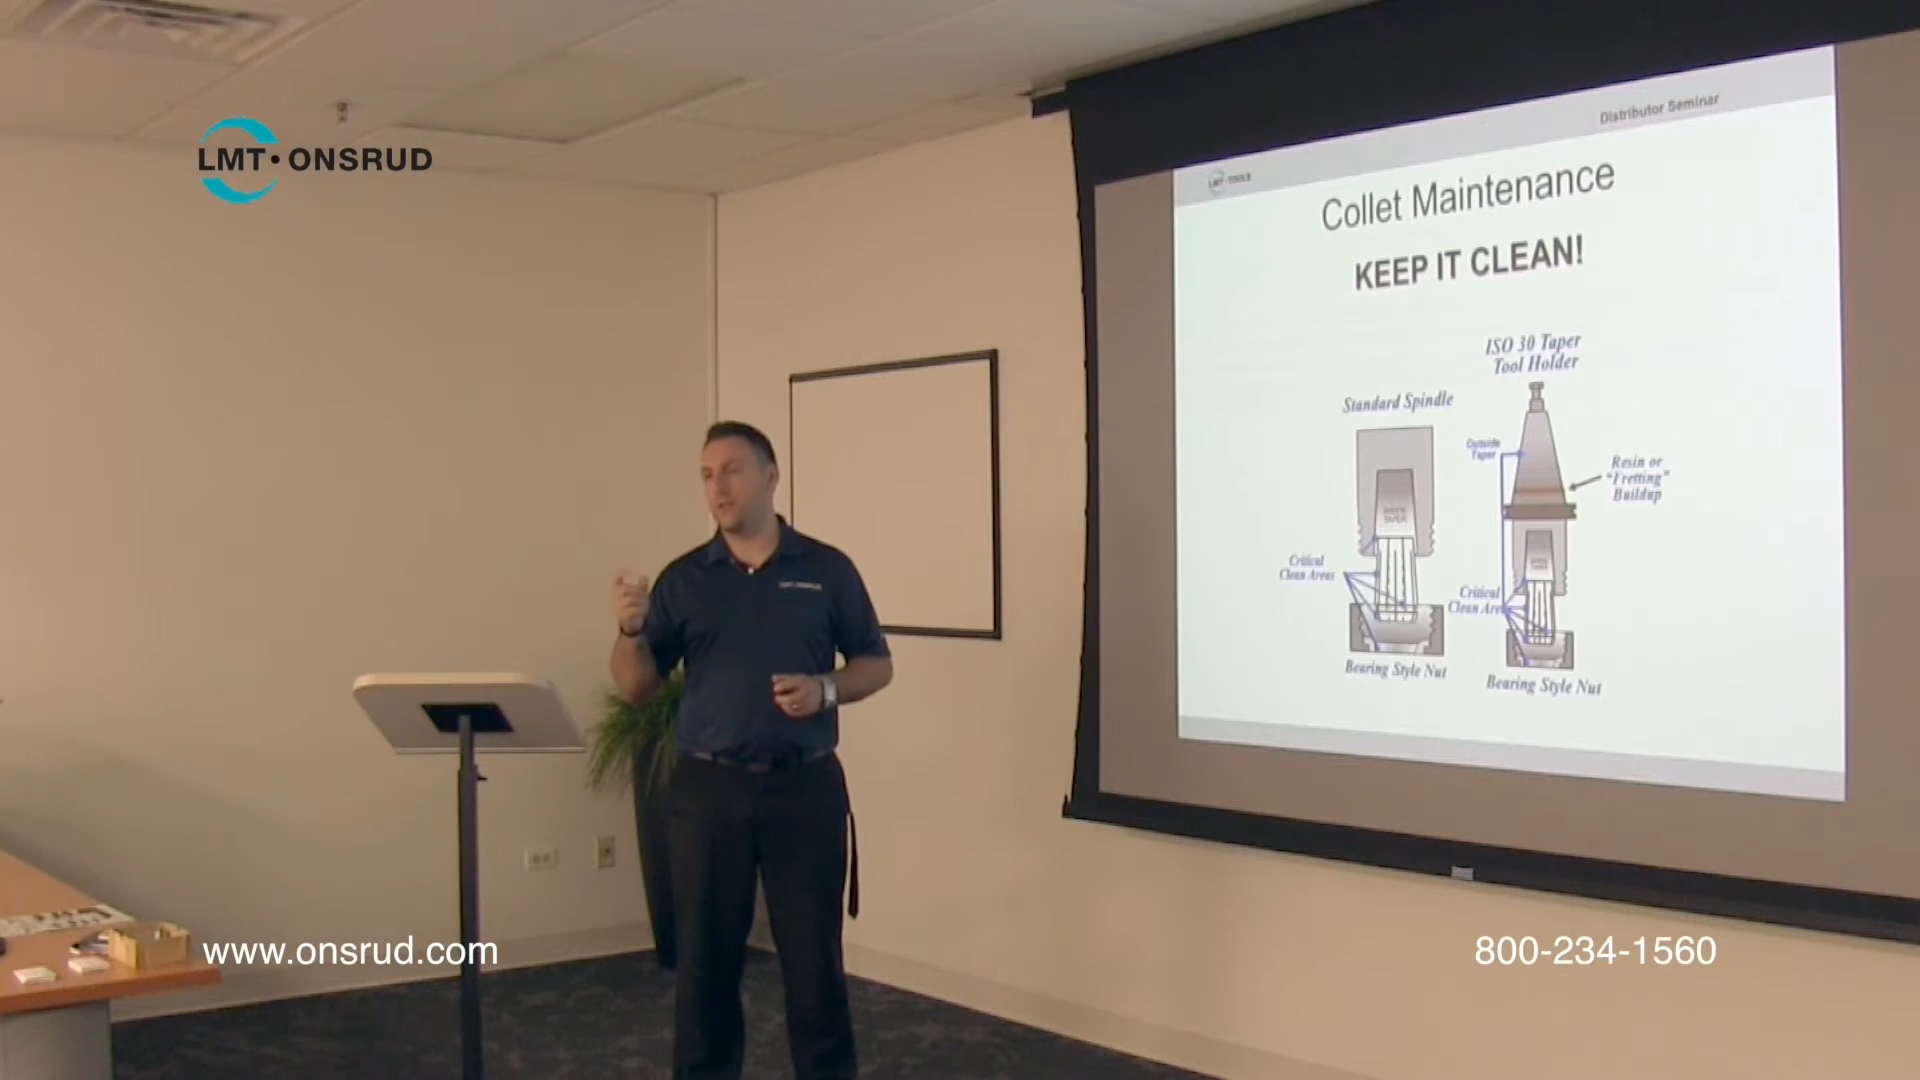 LMT • ONSRUD
Distributor Seminar
LMT • TOOLS
Collet Maintenance
KEEP IT CLEAN!
ISO 30 Taper
Tool Holder
Standard Spindle
Outside
Taper
Resin or
"Fretting"
Buildup
Critical
Clean Areas
Critical
Bearing Style Nut
Bearing Style Nut
www.onsrud.com
800-234-1560